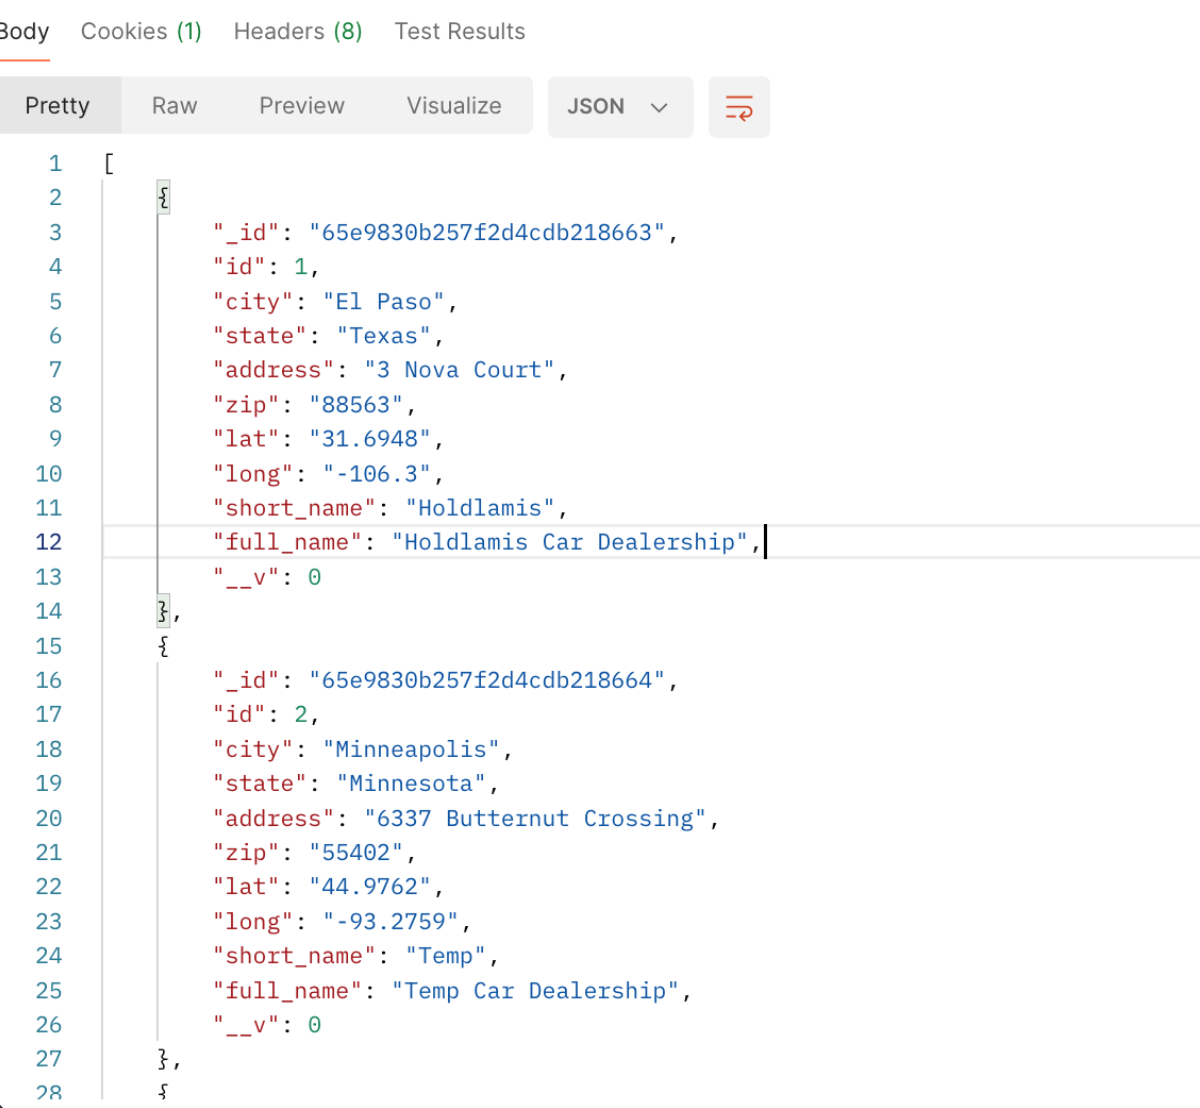 Body Cookies (1) Headers (8) Test Results
Pretty Raw Preview Visualize JSON
1 [
2 {
3 "_id": "65e9830b257f2d4cdb218663",
4 "id": 1,
5 "city": "El Paso",
6 "state": "Texas",
7 "address": "3 Nova Court",
8 "zip": "88563",
9 "lat": "31.6948",
10 "long": "-106.3",
11 "short_name": "Holdlamis",
12 "full_name": "Holdlamis Car Dealership",
13 "__v": 0
14 },
15 {
16 "_id": "65e9830b257f2d4cdb218664",
17 "id": 2,
18 "city": "Minneapolis",
19 "state": "Minnesota",
20 "address": "6337 Butternut Crossing",
21 "zip": "55402",
22 "lat": "44.9762",
23 "long": "-93.2759",
24 "short_name": "Temp",
25 "full_name": "Temp Car Dealership",
26 "__v": 0
27 },
28 {